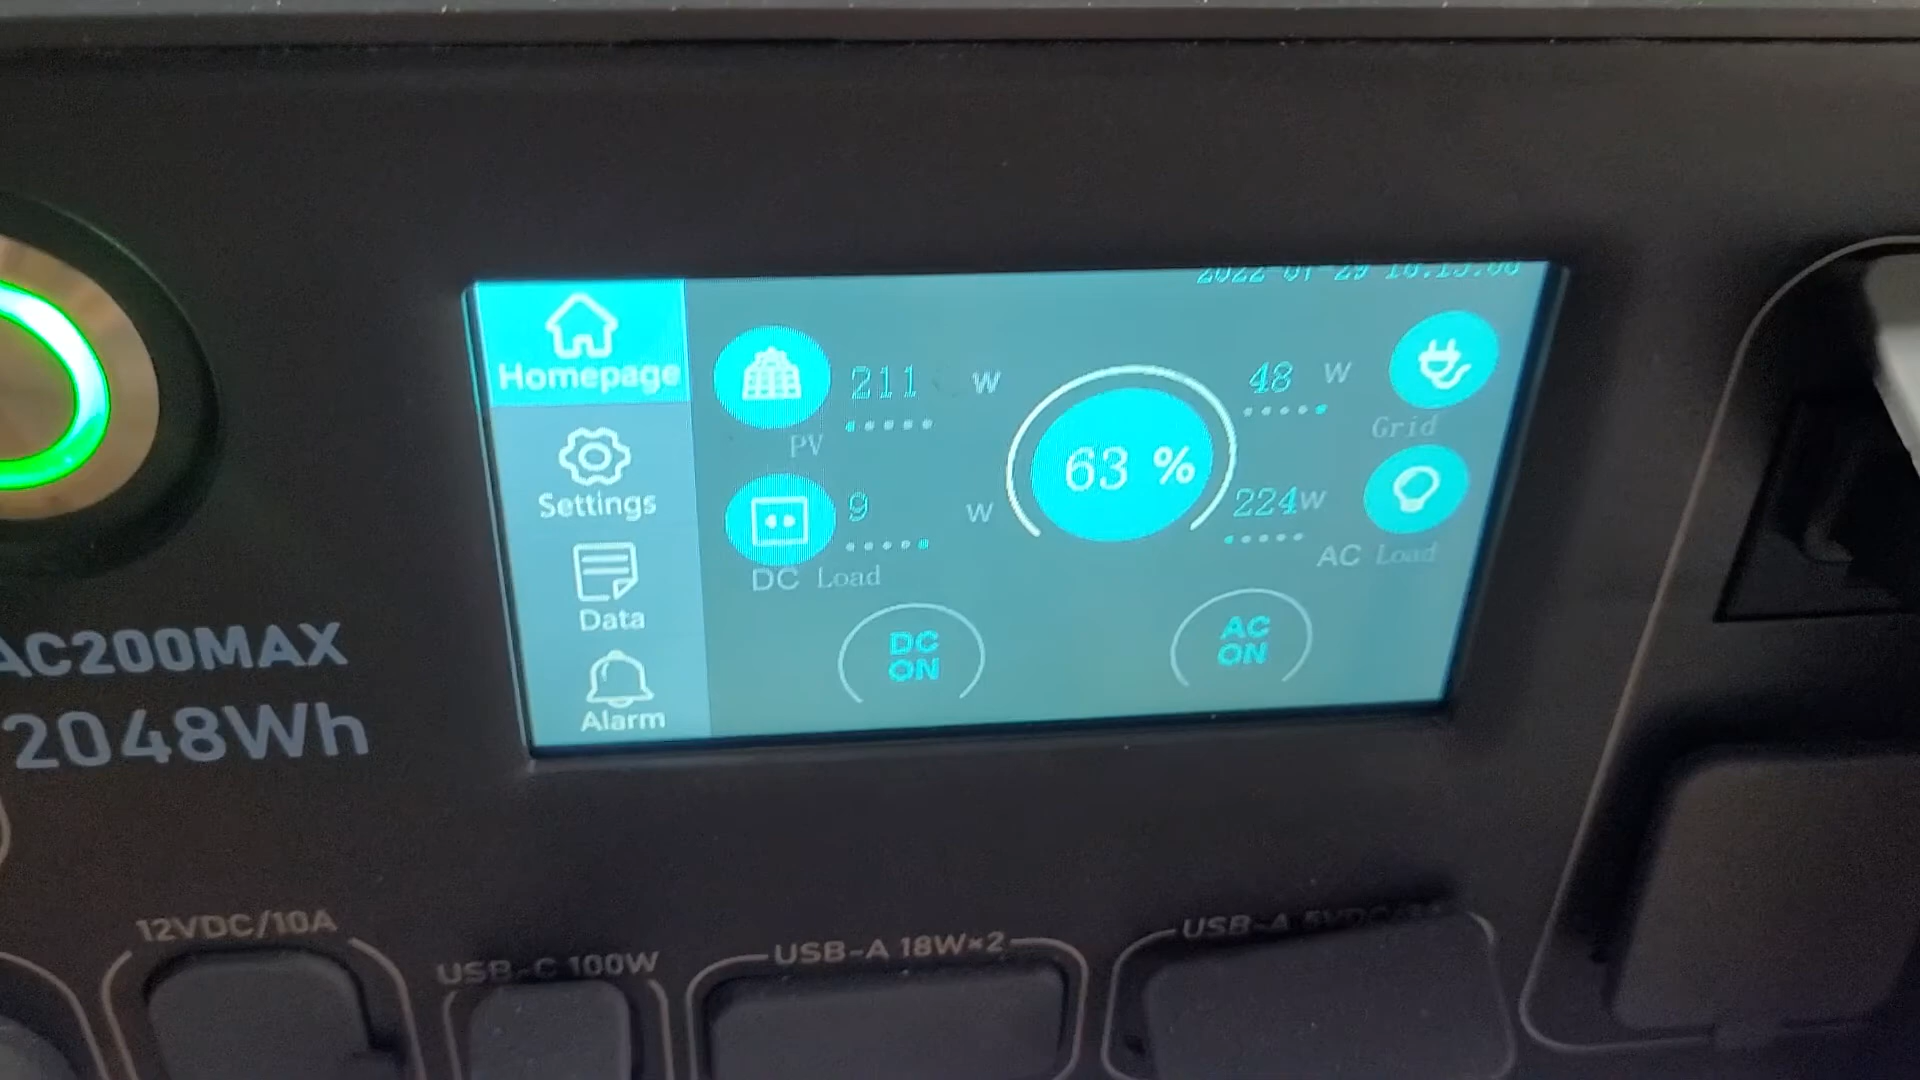 Homepage
Settings
Data
Alarm
211 W
PV
9 W
DC Load
63 %
48 W
Grid
224W
AC Load
DC
ON
AC
ON
AC200MAX
2048Wh
12VDC/10A
USB-C 100W
USB-A 18W×2
USB-A